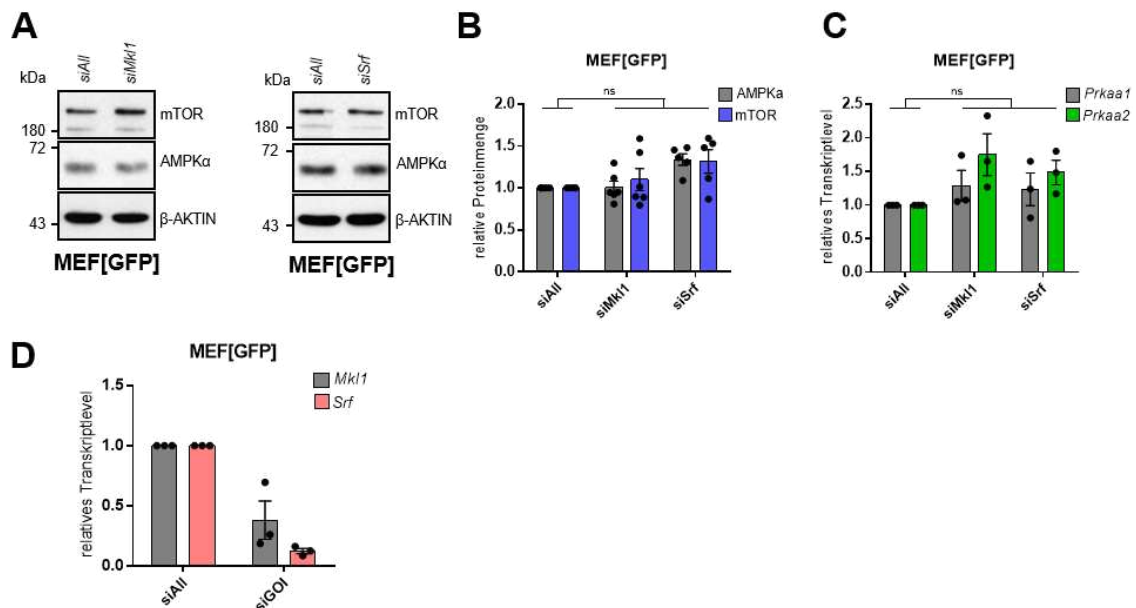 A
kDa
siAll
siMkl1
mTOR
180
72
AMPKα
β-AKTIN
43
MEF[GFP]
kDa
siAll
siSrf
mTOR
180
72
AMPKα
β-AKTIN
43
MEF[GFP]
B
MEF[GFP]
AMPKa
mTOR
ns
relative Proteinmenge
2.0
1.5
1.0
0.5
0.0
siAll
siMkl1
siSrf
C
MEF[GFP]
Prkaa1
Prkaa2
ns
relatives Transkriptlevel
2.5
2.0
1.5
1.0
0.5
0.0
siAll
siMkl1
siSrf
D
MEF[GFP]
Mkl1
Srf
relatives Transkriptlevel
1.5
1.0
0.5
0.0
siAll
siGOI